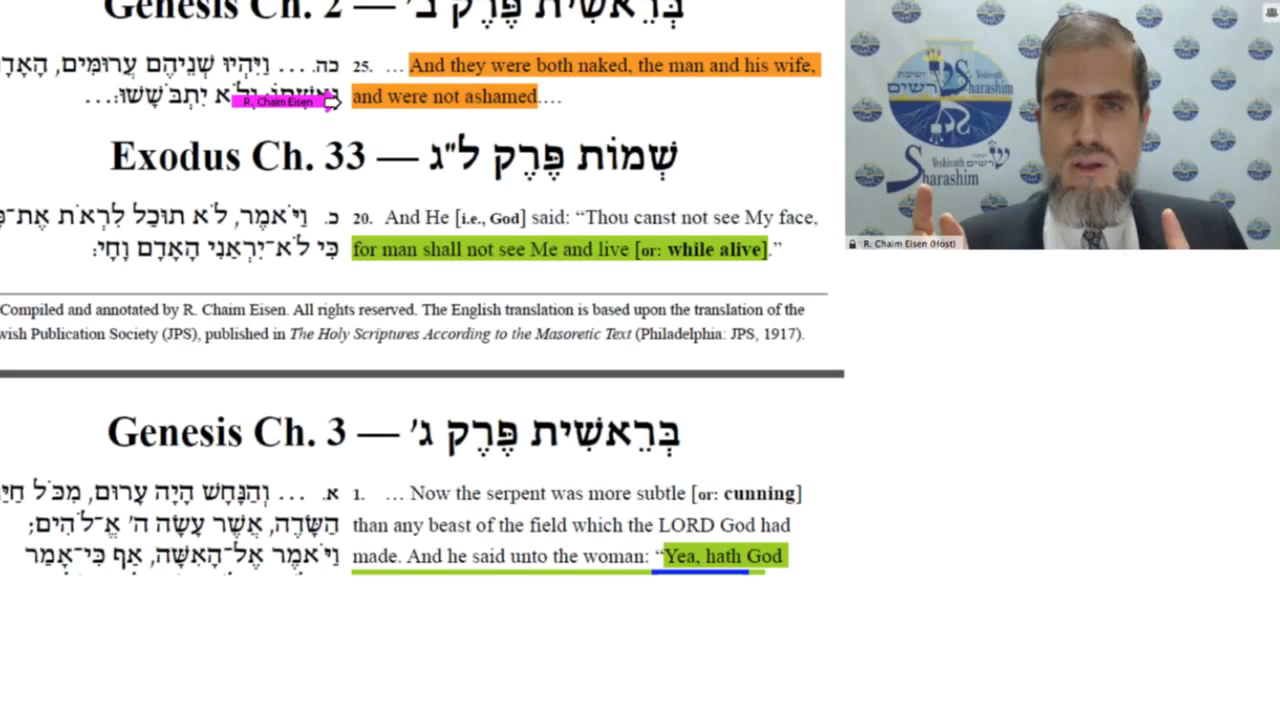 Genesis Ch. 2 — בְּרֵאשִׁית פֶּרֶק ב׳
כה. … וַיִּהְיוּ שְׁנֵיהֶם עֲרוּמִּים, 25. … And they were both naked, the man and his wife,
יִתְבֹּשָׁשׁוּ:… and were not ashamed….
R. Chaim Eisen
Exodus Ch. 33 — שְׁמוֹת פֶּרֶק ל״ג
כ. וַיֹּאמֶר, לֹא תוּכַל לִרְאֹת 20. And He [i.e., God] said: “Thou canst not see My face,
כִּי לֹא־יִרְאַנִי הָאָדָם וָחָי: for man shall not see Me and live [or: while alive].”
Compiled and annotated by R. Chaim Eisen. All rights reserved. The English translation is based upon the translation of the
wish Publication Society (JPS), published in The Holy Scriptures According to the Masoretic Text (Philadelphia: JPS, 1917).
Genesis Ch. 3 — בְּרֵאשִׁית פֶּרֶק ג׳
א. … וְהַנָּחָשׁ הָיָה עָרוּם, מִכֹּל 1. … Now the serpent was more subtle [or: cunning]
הַשָּׂדֶה, אֲשֶׁר עָשָׂה ה׳ אֱ־לֹהִים; than any beast of the field which the LORD God had
וַיֹּאמֶר אֶל־הָאִשָּׁה, אַף כִּי־אָמַר made. And he said unto the woman: “Yea, hath God
ישיבת
שרשים
Sharashim
Yeshivath
Sharashim
R. Chaim Eisen (Host)